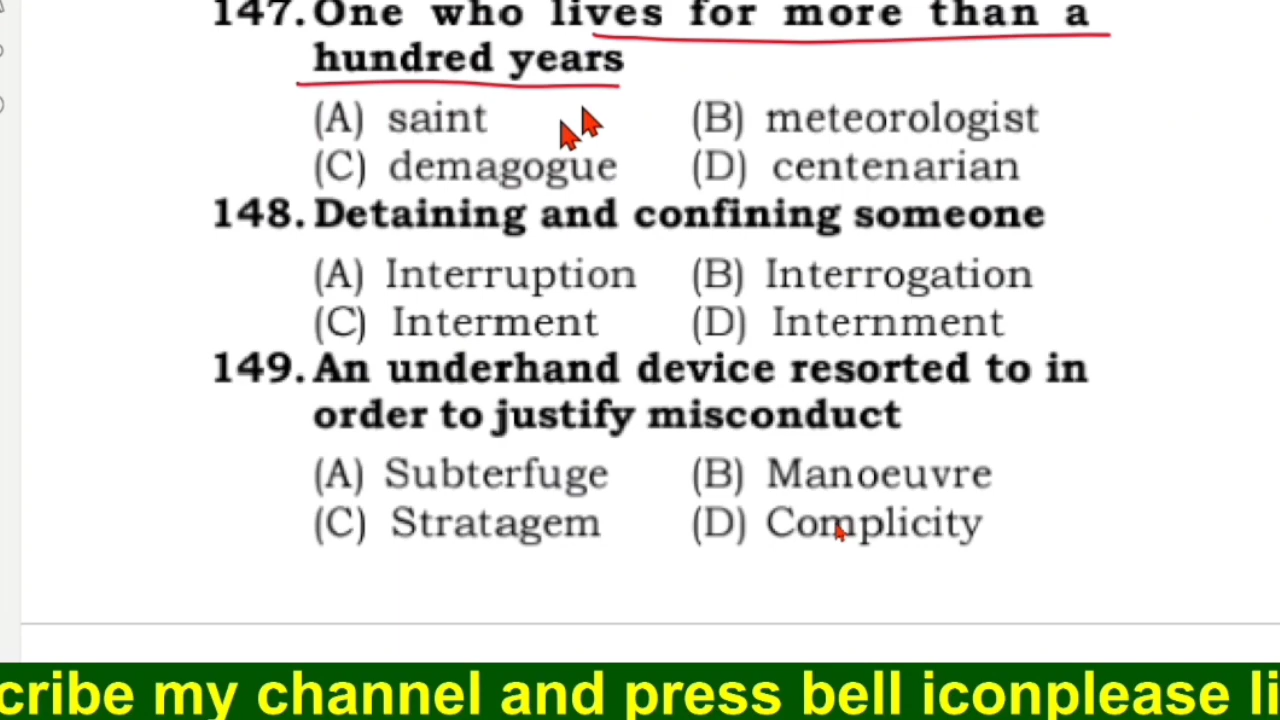 147. One who lives for more than a
hundred years
(A) saint (B) meteorologist
(C) demagogue (D) centenarian
148. Detaining and confining someone
(A) Interruption (B) Interrogation
(C) Interment (D) Internment
149. An underhand device resorted to in
order to justify misconduct
(A) Subterfuge (B) Manoeuvre
(C) Stratagem (D) Complicity
cribe my channel and press bell iconplease li